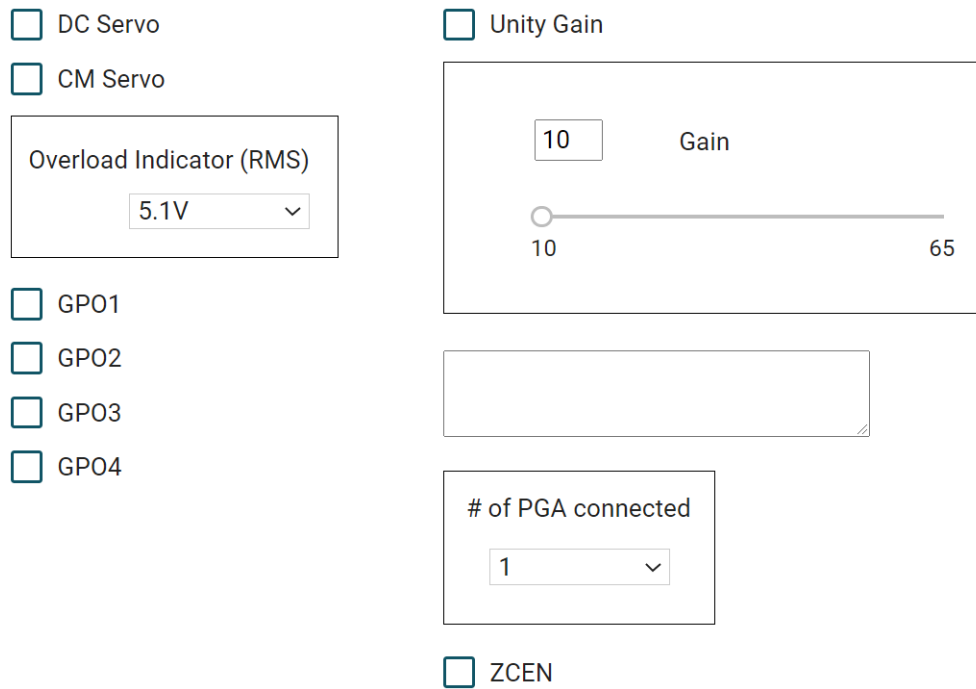 DC Servo
CM Servo
Overload Indicator (RMS)
5.1V
GPO1
GPO2
GPO3
GPO4
Unity Gain
10 Gain
10 65
# of PGA connected
1
ZCEN